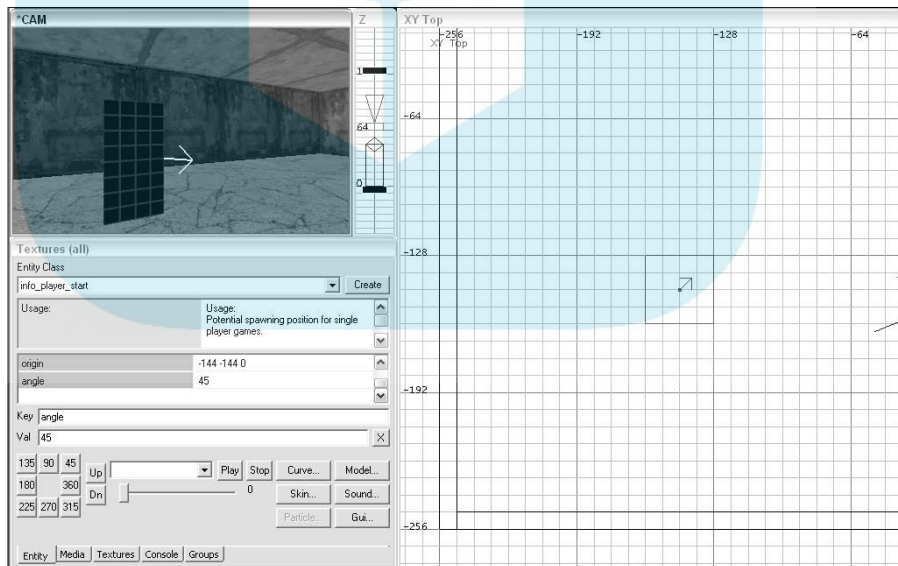 *CAM
Z
XY Top
-256
XY Top
-192
-128
-64
1
64
0
-64
-128
-192
-256
Textures (all)
Entity Class
info_player_start
Create
Usage:
Usage:
Potential spawning position for single
player games.
origin -144 -144 0
angle 45
Key angle
Val 45 X
135 90 45
Up
Play Stop Curve... Model...
180 360
Dn
0
Skin... Sound...
225 270 315
Particle... Gui...
Entity Media Textures Console Groups